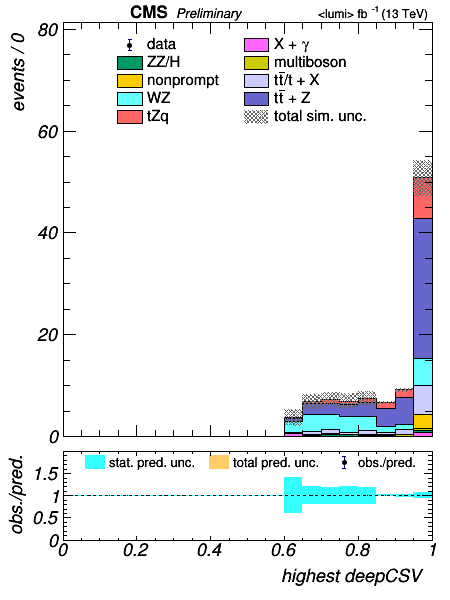 CMS Preliminary <lumi> fb -1 (13 TeV)
events / 0
80
60
40
20
0
data
ZZ/H
nonprompt
WZ
tZq
X + γ
multiboson
tt̄/t + X
tt̄ + Z
total sim. unc.
obs./pred.
1.5
1
0.5
0
stat. pred. unc. total pred. unc. obs./pred.
0 0.2 0.4 0.6 0.8 1
highest deepCSV